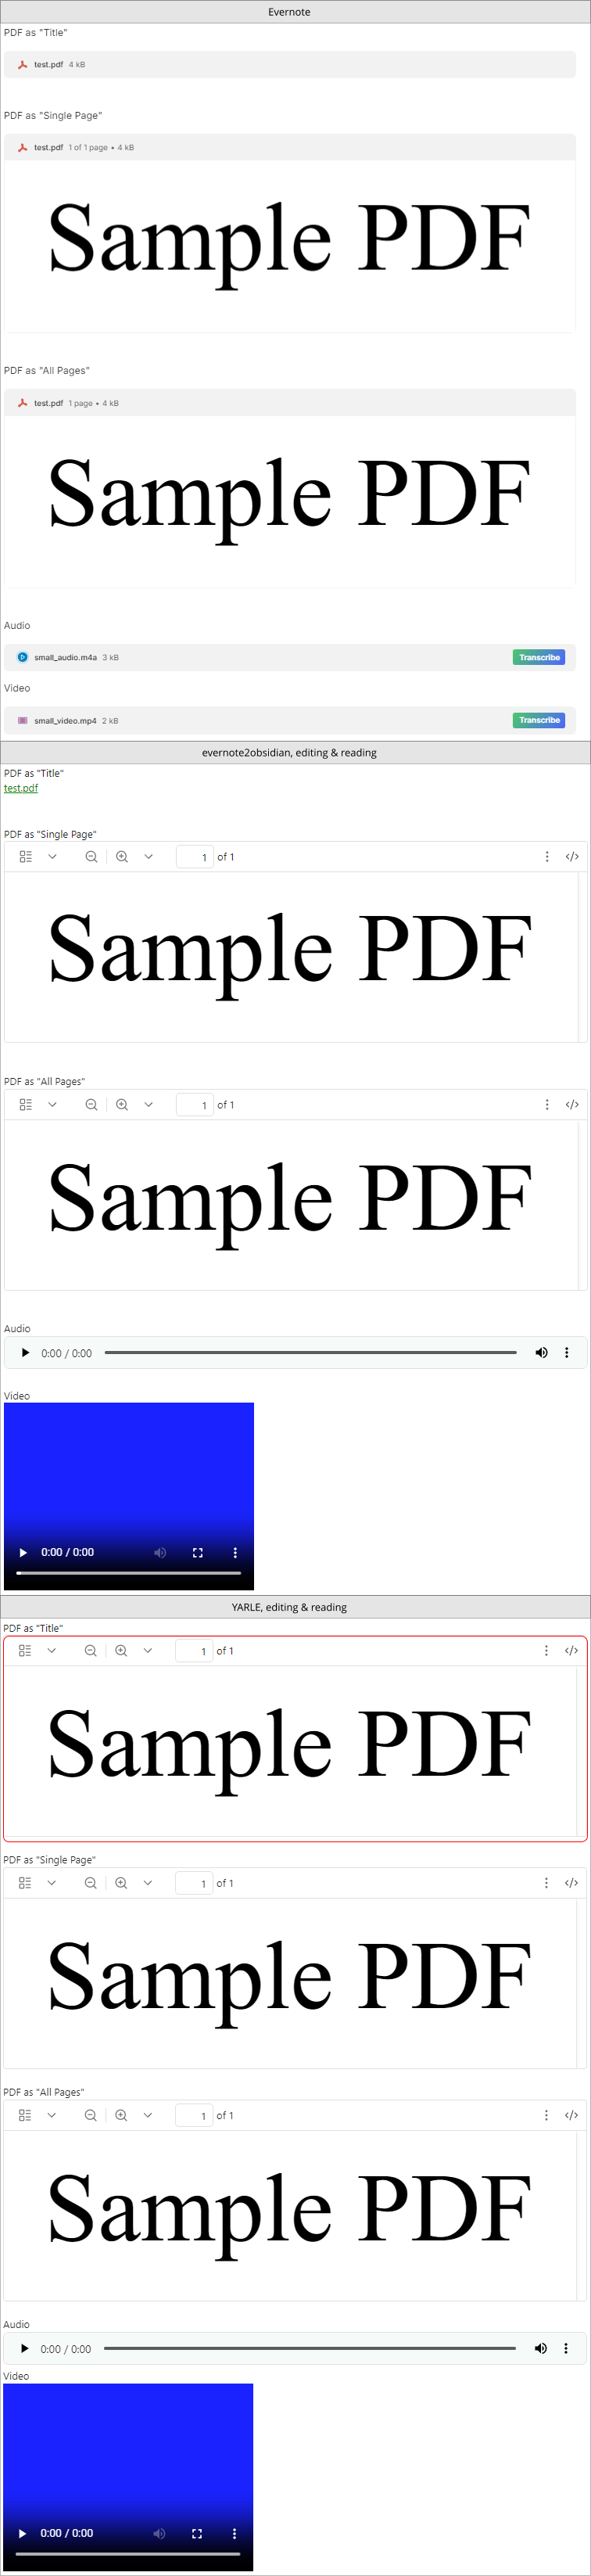 Evernote
PDF as "Title"
test.pdf 4 kB
PDF as "Single Page"
test.pdf 1 of 1 page • 4 kB
Sample PDF
PDF as "All Pages"
test.pdf 1 page • 4 kB
Sample PDF
Audio
small_audio.m4a 3 kB Transcribe
Video
small_video.mp4 2 kB Transcribe
evernote2obsidian, editing & reading
PDF as "Title"
test.pdf
PDF as "Single Page"
1 of 1
Sample PDF
PDF as "All Pages"
1 of 1
Sample PDF
Audio
0:00 / 0:00
Video
0:00 / 0:00
YARLE, editing & reading
PDF as "Title"
1 of 1
Sample PDF
PDF as "Single Page"
1 of 1
Sample PDF
PDF as "All Pages"
1 of 1
Sample PDF
Audio
0:00 / 0:00
Video
0:00 / 0:00